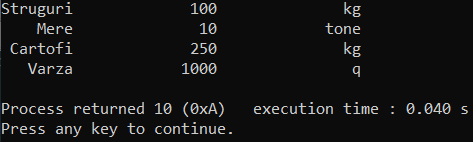 Struguri 100 kg
Mere 10 tone
Cartofi 250 kg
Varza 1000 q
Process returned 10 (0xA) execution time : 0.040 s
Press any key to continue.